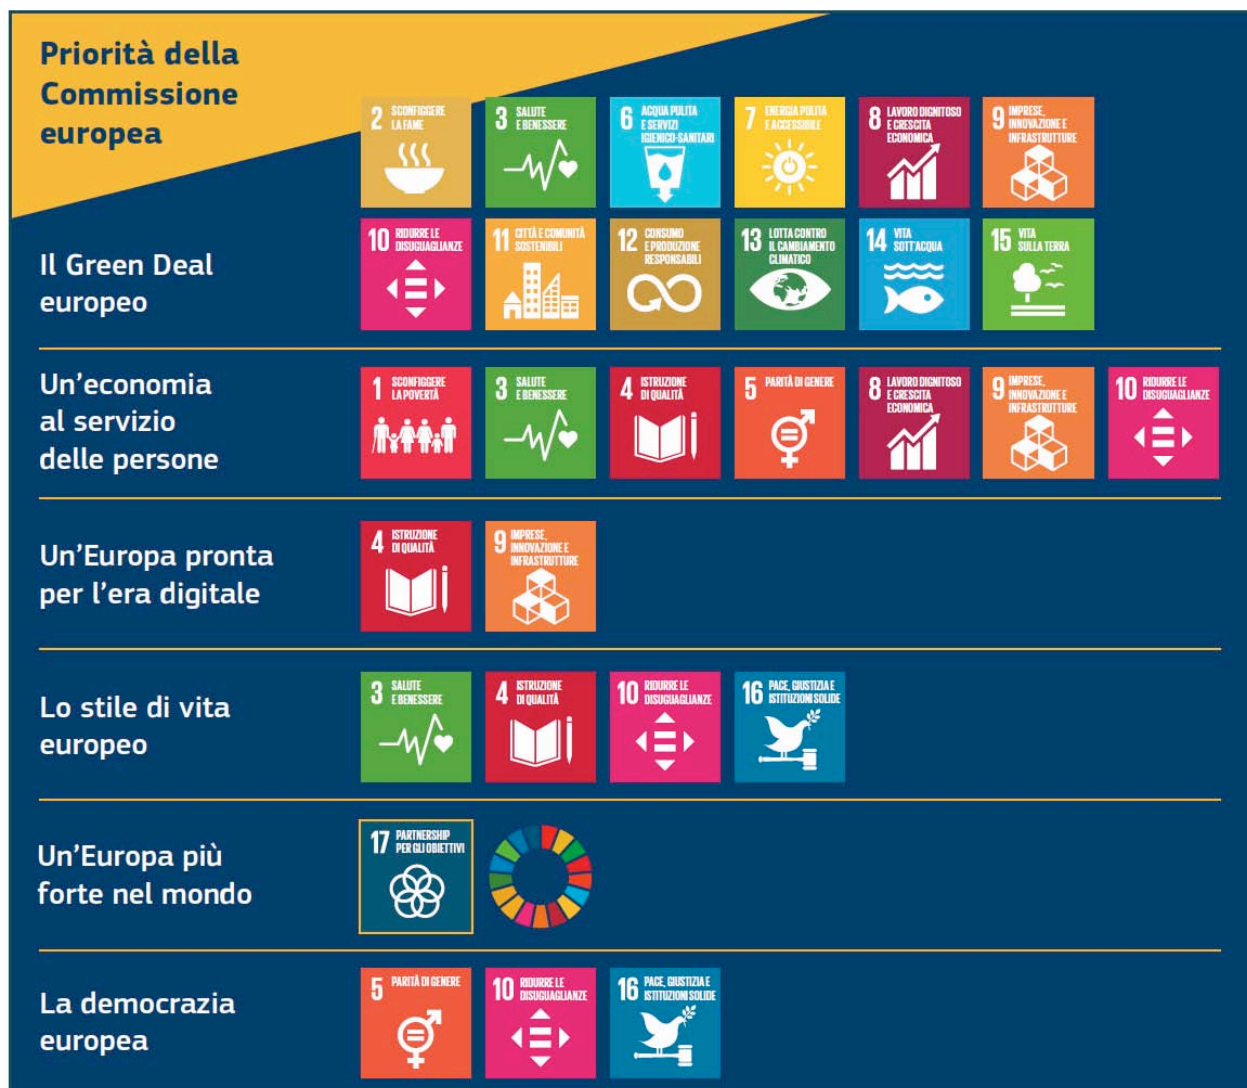 Priorità della
Commissione
europea
2 SCONFIGGERE
LA FAME
3 SALUTE
E BENESSERE
6 ACQUA PULITA
E SERVIZI
IGIENICO-SANITARI
7 ENERGIA PULITA
E ACCESSIBILE
8 LAVORO DIGNITOSO
E CRESCITA
ECONOMICA
9 IMPRESE,
INNOVAZIONE E
INFRASTRUTTURE
Il Green Deal
europeo
10 RIDURRE LE
DISUGUAGLIANZE
11 CITTÀ E COMUNITÀ
SOSTENIBILI
12 CONSUMO
E PRODUZIONE
RESPONSABILI
13 LOTTA CONTRO
IL CAMBIAMENTO
CLIMATICO
14 VITA
SOTT'ACQUA
15 VITA
SULLA TERRA
Un'economia
al servizio
delle persone
1 SCONFIGGERE
LA POVERTÀ
3 SALUTE
E BENESSERE
4 ISTRUZIONE
DI QUALITÀ
5 PARITÀ DI GENERE
8 LAVORO DIGNITOSO
E CRESCITA
ECONOMICA
9 IMPRESE,
INNOVAZIONE E
INFRASTRUTTURE
10 RIDURRE LE
DISUGUAGLIANZE
Un'Europa pronta
per l'era digitale
4 ISTRUZIONE
DI QUALITÀ
9 IMPRESE,
INNOVAZIONE E
INFRASTRUTTURE
Lo stile di vita
europeo
3 SALUTE
E BENESSERE
4 ISTRUZIONE
DI QUALITÀ
10 RIDURRE LE
DISUGUAGLIANZE
16 PACE, GIUSTIZIA E
ISTITUZIONI SOLIDE
Un'Europa più
forte nel mondo
17 PARTNERSHIP
PER GLI OBIETTIVI
La democrazia
europea
5 PARITÀ DI GENERE
10 RIDURRE LE
DISUGUAGLIANZE
16 PACE, GIUSTIZIA E
ISTITUZIONI SOLIDE